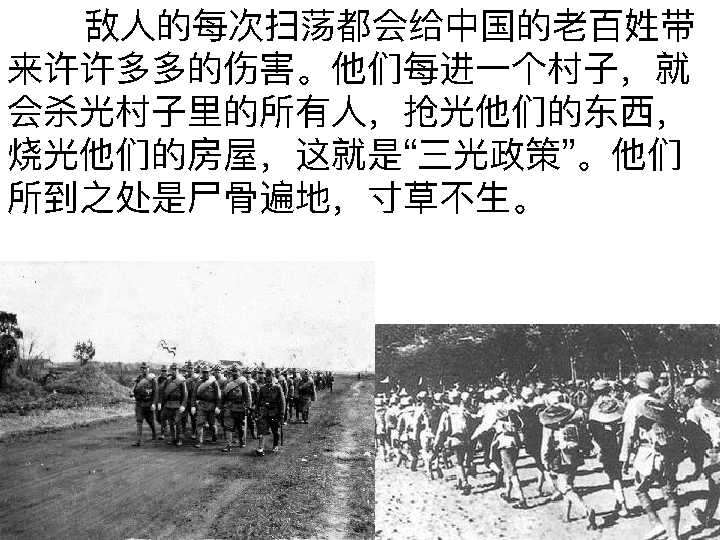 敌人的每次扫荡都会给中国的老百姓带
来许许多多的伤害。他们每进一个村子，就
会杀光村子里的所有人，抢光他们的东西，
烧光他们的房屋，这就是“三光政策”。他们
所到之处是尸骨遍地，寸草不生。